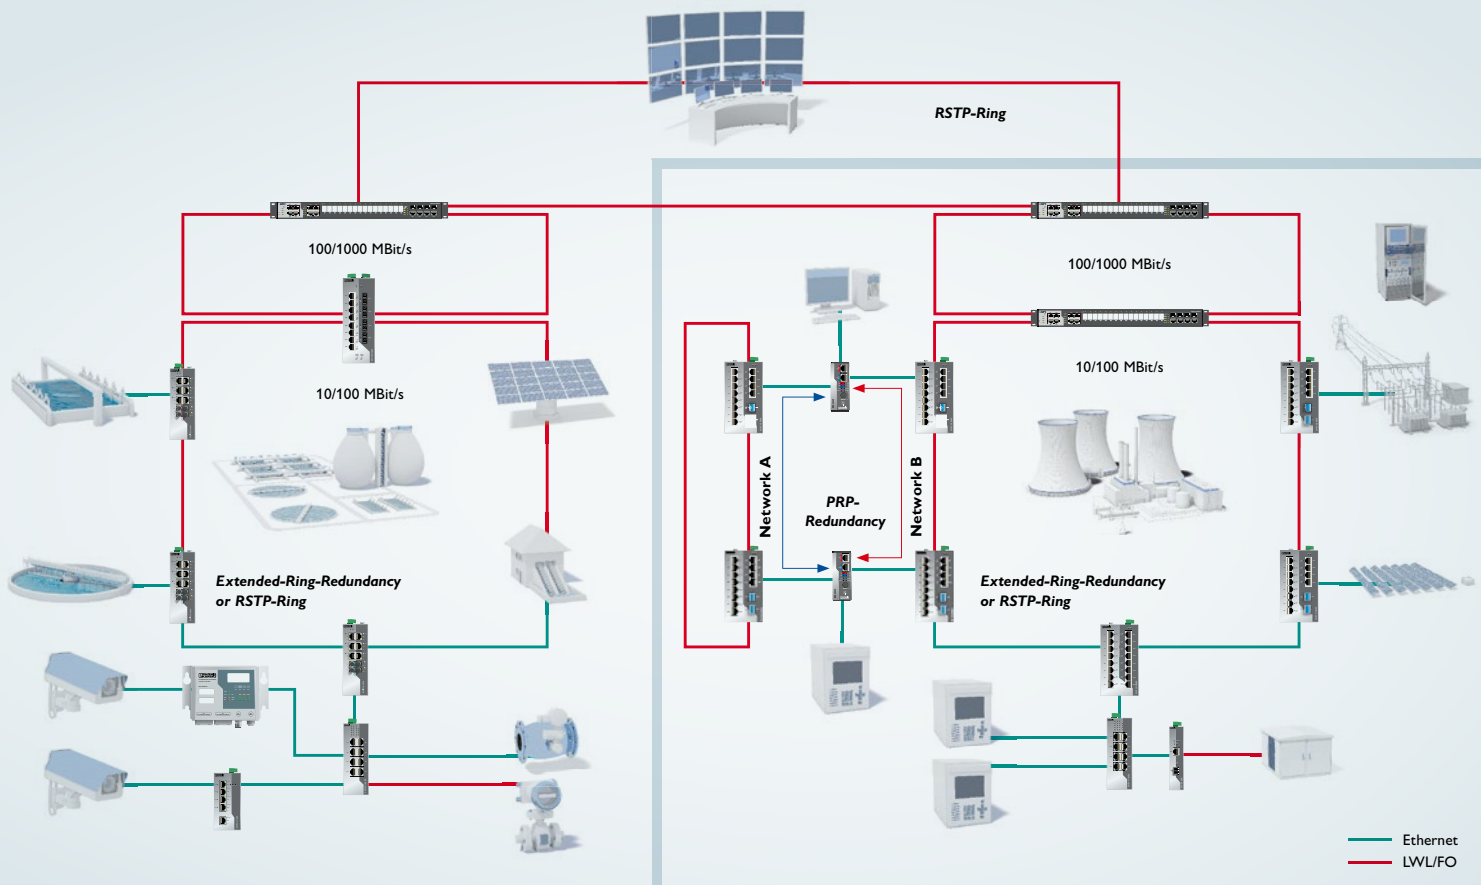 RSTP-Ring
100/1000 MBit/s
100/1000 MBit/s
10/100 MBit/s
10/100 MBit/s
Network A
PRP-
Redundancy
Network B
Extended-Ring-Redundancy
or RSTP-Ring
Extended-Ring-Redundancy
or RSTP-Ring
Ethernet
LWL/FO